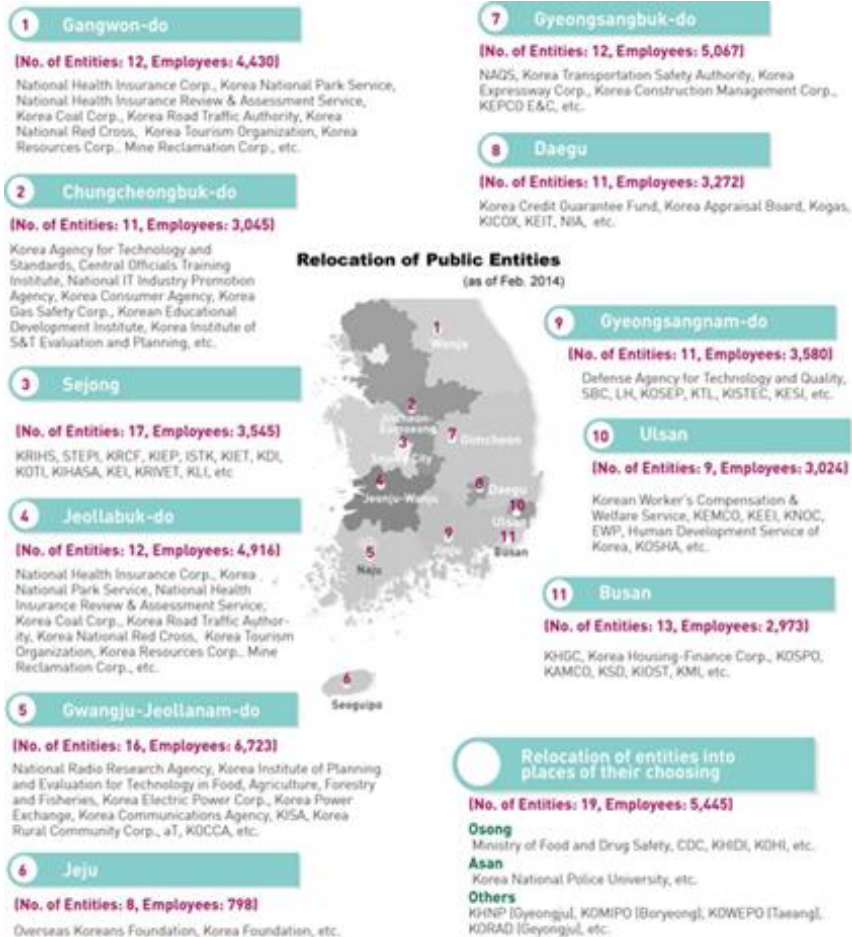 1 Gangwon-do
(No. of Entities: 12, Employees: 4,430)
National Health Insurance Corp., Korea National Park Service,
National Health Insurance Review & Assessment Service,
Korea Coal Corp., Korea Road Traffic Authority, Korea
National Red Cross, Korea Tourism Organization, Korea
Resources Corp.. Mine Reclamation Corp., etc.
2 Chungcheongbuk-do
(No. of Entities: 11, Employees: 3,045)
Korea Agency for Technology and
Standards, Central Officials Training
Institute, National IT Industry Promotion
Agency, Korea Consumer Agency, Korea
Gas Safety Corp., Korean Educational
Development Institute, Korea Institute of
S&T Evaluation and Planning, etc.
3 Sejong
(No. of Entities: 17, Employees: 3,545)
KRIHS, STEPI, KRCF, KIEP, ISTK, KIET, KDI,
KOTI, KIHASA, KEI, KRIVET, KLI, etc
4 Jeollabuk-do
(No. of Entities: 12, Employees: 4,916)
National Health Insurance Corp., Korea
National Park Service, National Health
Insurance Review & Assessment Service,
Korea Coal Corp., Korea Road Traffic Author-
ity, Korea National Red Cross, Korea Tourism
Organization, Korea Resources Corp.. Mine
Reclamation Corp., etc.
5 Gwangju-Jeollanam-do
(No. of Entities: 16, Employees: 6,723)
National Radio Research Agency, Korea Institute of Planning
and Evaluation for Technology in Food, Agriculture, Forestry
and Fisheries, Korea Electric Power Corp., Korea Power
Exchange, Korea Communications Agency, KISA, Korea
Rural Community Corp., aT, KOCCA, etc.
6 Jeju
(No. of Entities: 8, Employees: 798)
Overseas Koreans Foundation, Korea Foundation, etc.
Relocation of Public Entities
(as of Feb. 2014)
1
Wonju
2
3
City
7 Gimcheon
4
Jeonju-Wanju
8 Daegu
10
Ulsan
9
Jinju
11
Busan
5
Naju
6
Seoguipo
7 Gyeongsangbuk-do
(No. of Entities: 12, Employees: 5,067)
NAQS, Korea Transportation Safety Authority, Korea
Expressway Corp., Korea Construction Management Corp.,
KEPCO E&C, etc.
8 Daegu
(No. of Entities: 11, Employees: 3,272)
Korea Credit Guarantee Fund, Korea Appraisal Board, Kogas,
KICOX, KEIT, NIA, etc.
9 Gyeongsangnam-do
(No. of Entities: 11, Employees: 3,580)
Defense Agency for Technology and Quality,
SBC, LH, KOSEP, KTL, KISTEC, KESI, etc.
10 Ulsan
(No. of Entities: 9, Employees: 3,024)
Korean Worker's Compensation &
Welfare Service, KEMCO, KEEI, KNOC,
EWP, Human Development Service of
Korea, KOSHA, etc.
11 Busan
(No. of Entities: 13, Employees: 2,973)
KHGC, Korea Housing-Finance Corp., KOSPO,
KAMCO, KSD, KIOST, KMI, etc.
Relocation of entities into
places of their choosing
(No. of Entities: 19, Employees: 5,445)
Osong
Ministry of Food and Drug Safety, CDC, KHIDI, KOHI, etc.
Asan
Korea National Police University, etc.
Others
KHNP [Gyeongju], KOMIPO [Boryeong], KOWEPO [Taeang],
KORAD [Geyongju], etc.